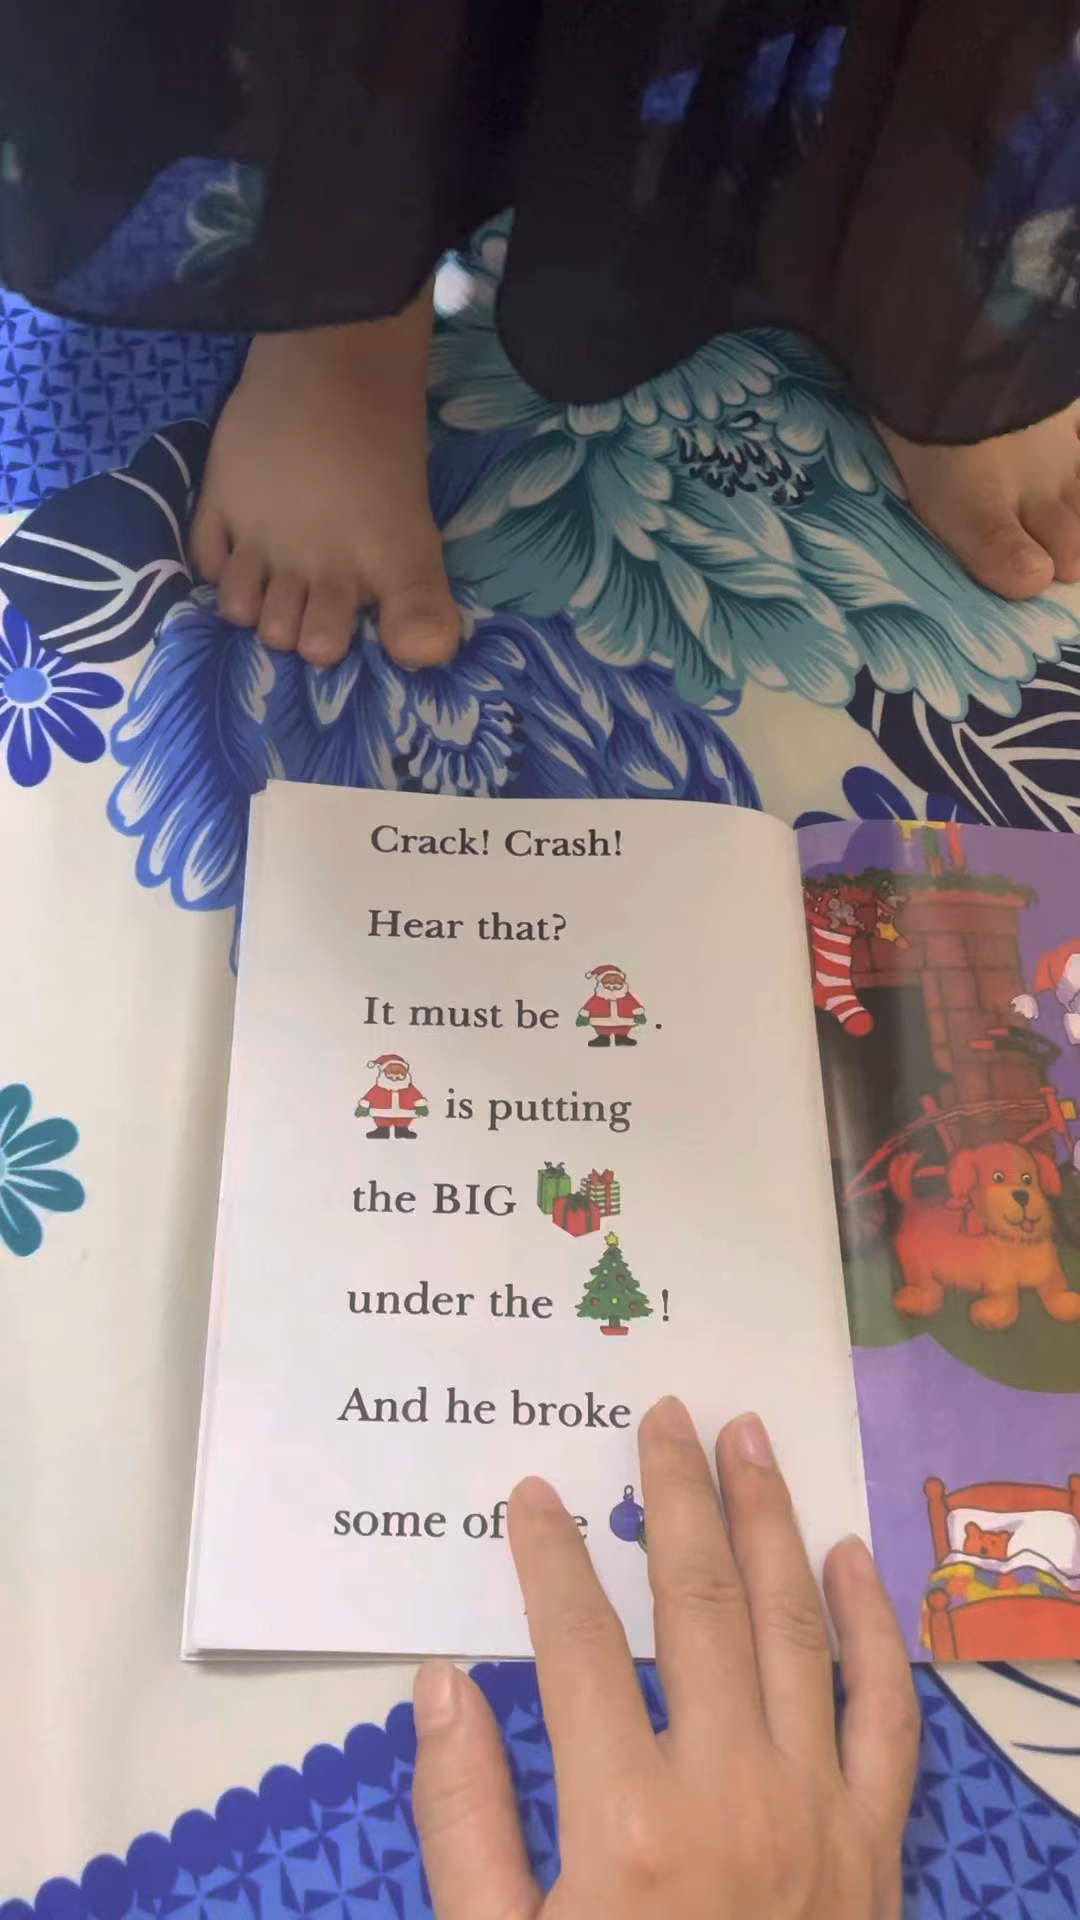 Crack! Crash!
Hear that?
It must be .
is putting
the BIG
under the !
And he broke
some of